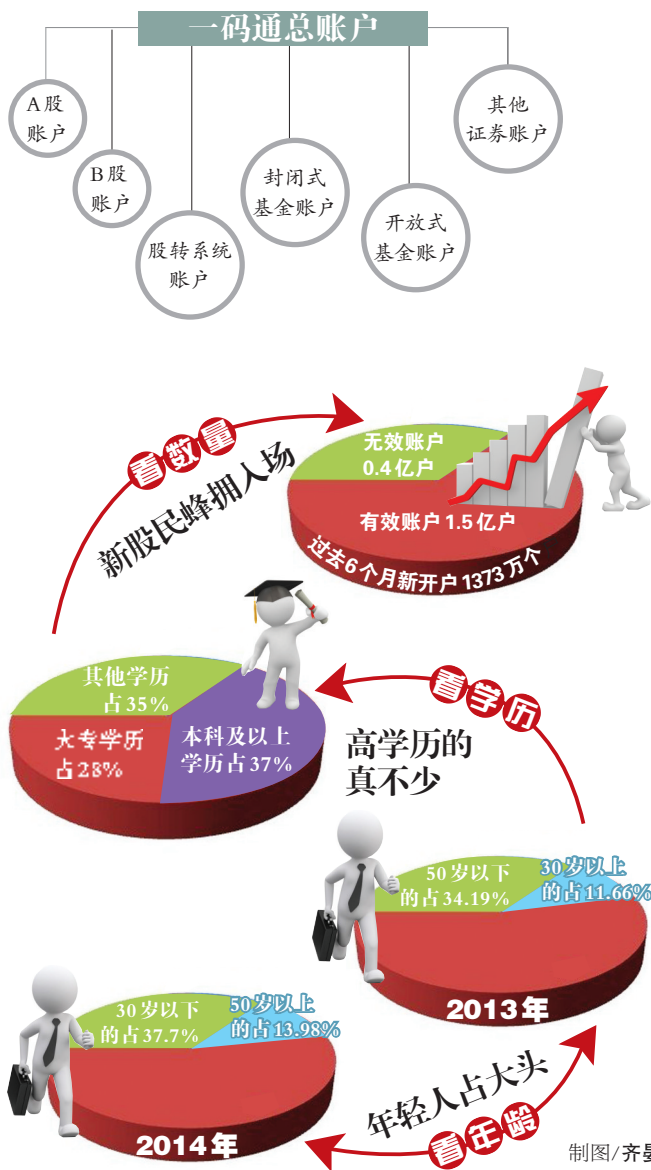 一码通总账户
A股
账户
B股
账户
股转系统
账户
封闭式
基金账户
开放式
基金账户
其他
证券账户
看数量
新股民蜂拥入场
无效账户
0.4亿户
有效账户1.5亿户
过去6个月新开户1373万个
看学历
高学历的
真不少
其他学历
占35%
大专学历
占28%
本科及以上
学历占37%
50岁以下
的占34.19%
30岁以上
的占11.66%
2013年
30岁以下
的占37.7%
50岁以上
的占13.98%
2014年
年轻人占大头
看年龄
制图/齐晏